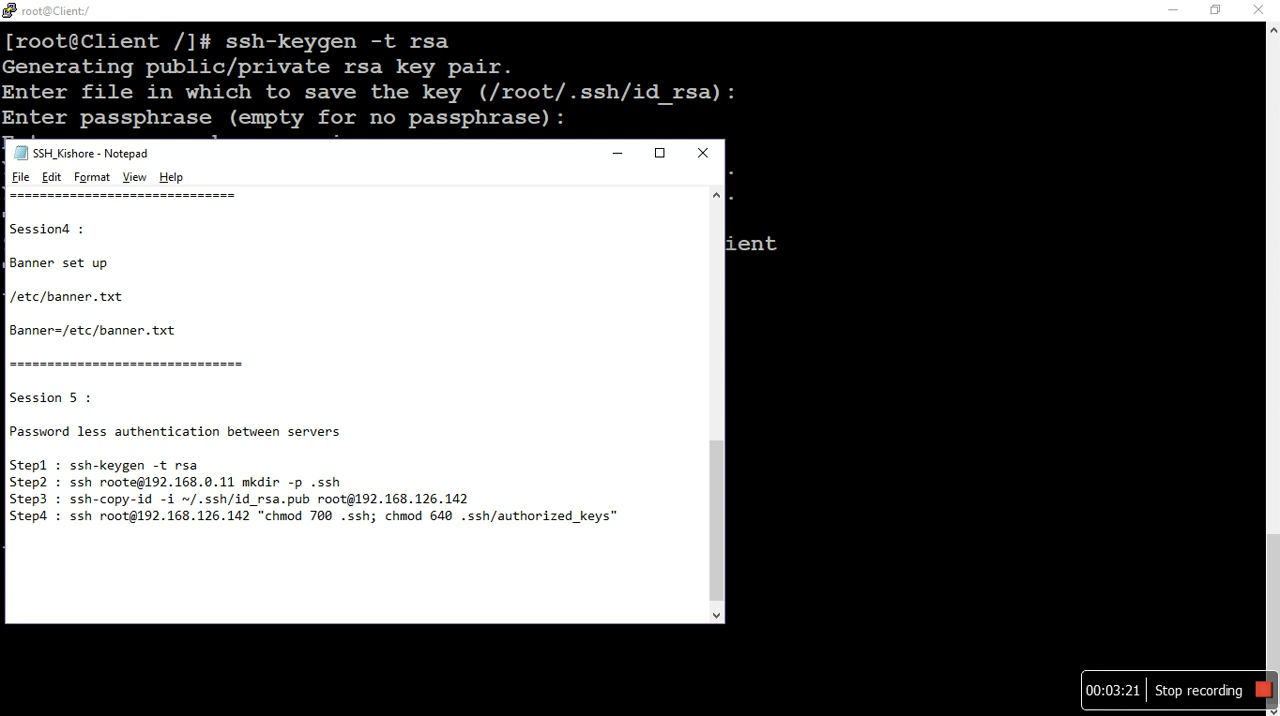 root@Client:/
[root@Client /]# ssh-keygen -t rsa
Generating public/private rsa key pair.
Enter file in which to save the key (/root/.ssh/id_rsa):
Enter passphrase (empty for no passphrase):
SSH_Kishore - Notepad
File Edit Format View Help
==============================
Session4 :
Banner set up
/etc/banner.txt
Banner=/etc/banner.txt
===============================
Session 5 :
Password less authentication between servers
Step1 : ssh-keygen -t rsa
Step2 : ssh roote@192.168.0.11 mkdir -p .ssh
Step3 : ssh-copy-id -i ~/.ssh/id_rsa.pub root@192.168.126.142
Step4 : ssh root@192.168.126.142 "chmod 700 .ssh; chmod 640 .ssh/authorized_keys"
ient
00:03:21 Stop recording